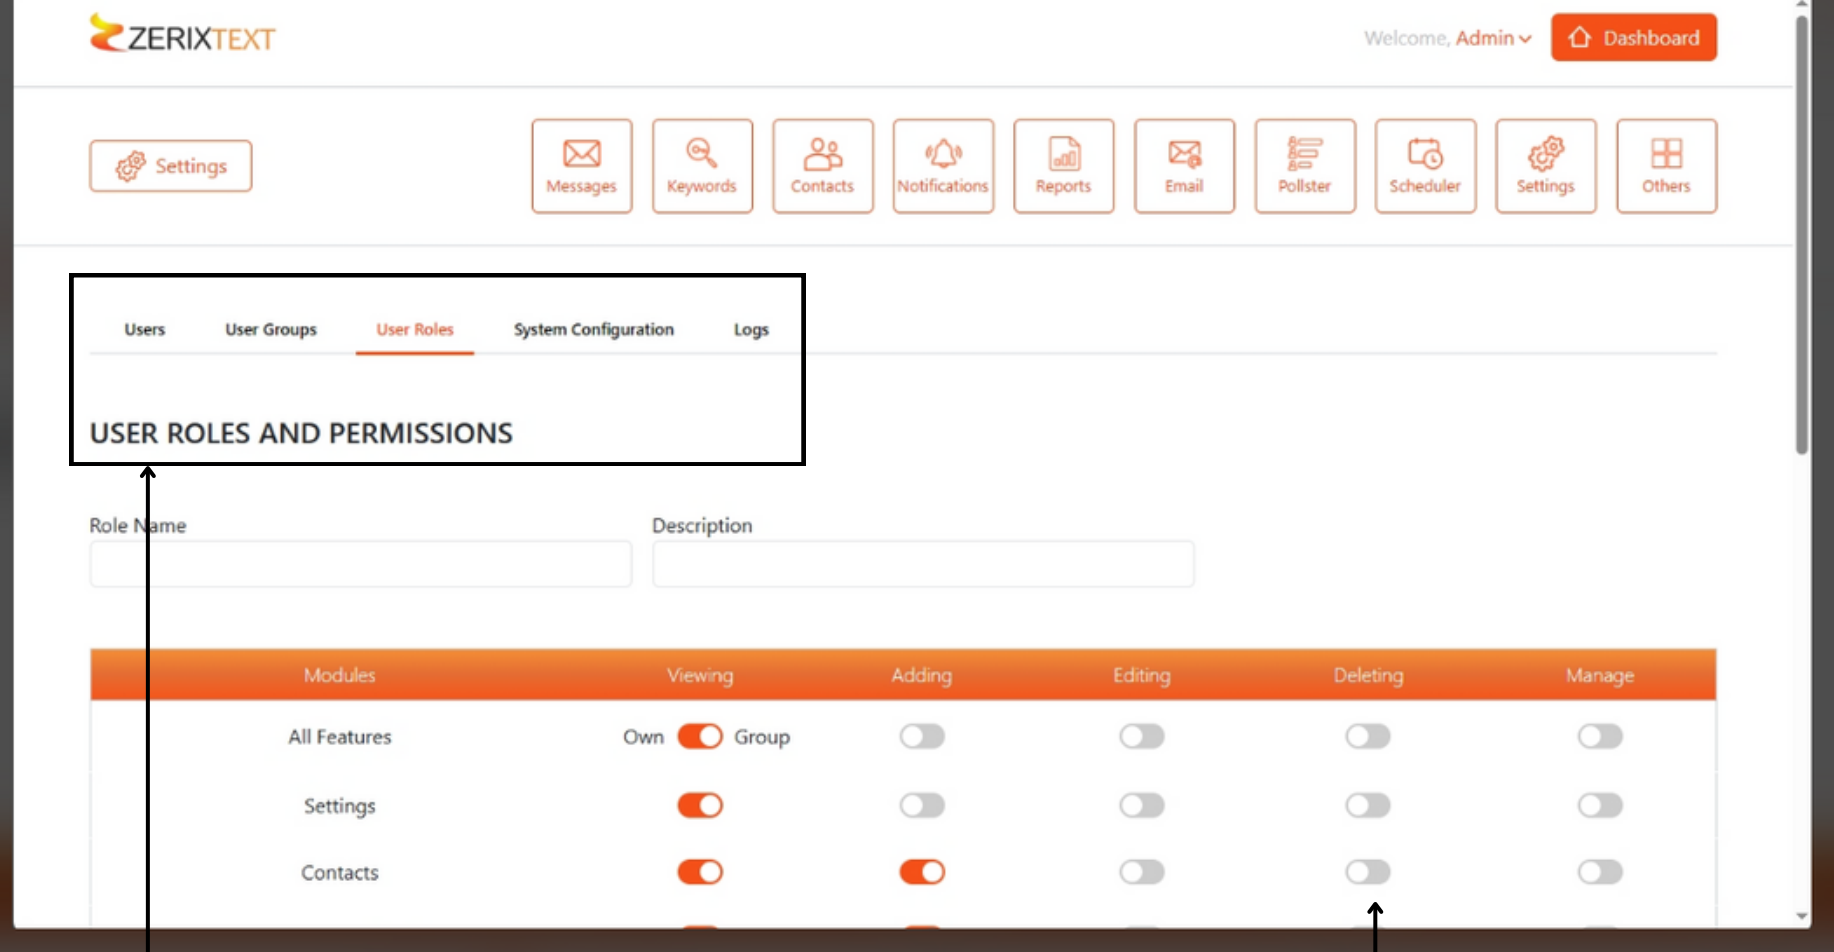 ZERIXTEXT
Welcome, Admin
Dashboard
Settings
Messages
Keywords
Contacts
Notifications
Reports
Email
Pollster
Scheduler
Settings
Others
Users User Groups User Roles System Configuration Logs
USER ROLES AND PERMISSIONS
Role Name Description
Modules Viewing Adding Editing Deleting Manage
All Features Own Group
Settings
Contacts